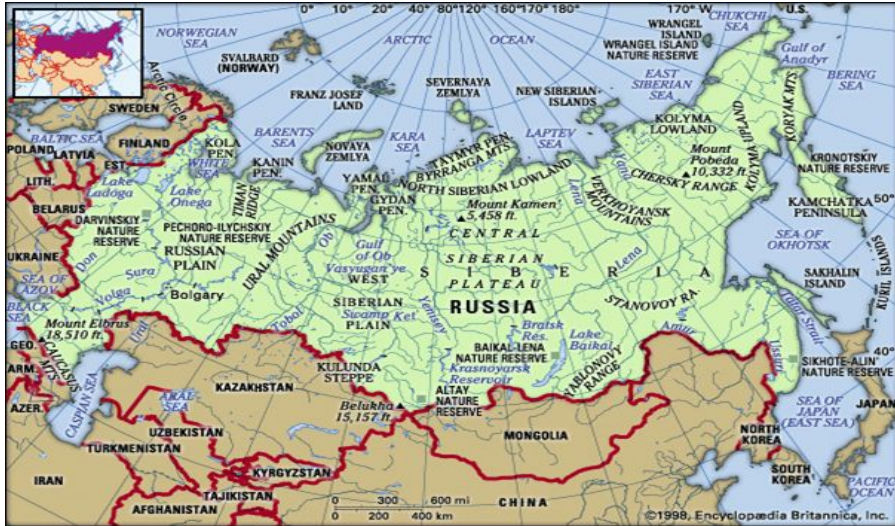 0° 20° 40° 80° 120° 160° 180°
170° W
CHUKCHI SEA
U.S.
NORWEGIAN SEA
ARCTIC OCEAN
WRANGEL ISLAND
WRANGEL ISLAND NATURE RESERVE
Gulf of Anadyr
SVALBARD (NORWAY)
Arctic Circle
FRANZ JOSEF LAND
SEVERNAYA ZEMLYA
NEW SIBERIAN ISLANDS
EAST SIBERIAN SEA
BERING SEA
KORYAK MTS.
SWEDEN
FINLAND
BALTIC SEA
KOLA PEN.
BARENTS SEA
NOVAYA ZEMLYA
KARA SEA
TAYMYR PEN.
BYRRANGA MTS.
LAPTEV SEA
KOLYMA LOWLAND
KOLYMA UPLAND
Yana
Mount Pobeda
10,332 ft.
CHERSKY RANGE
POLAND
LATVIA
EST.
LITH.
WHITE SEA
KANIN PEN.
YAMAL PEN.
GYDAN PEN.
NORTH SIBERIAN LOWLAND
Lena
VERKHOYANSK MOUNTAINS
KRONOTSKIY NATURE RESERVE
KAMCHATKA PENINSULA
50°
BELARUS
Lake Ladoga
Lake Onega
TIMAN RIDGE
DARVINSKIY NATURE RESERVE
PECHORO-ILYCHSKIY NATURE RESERVE
URAL MOUNTAINS
Ob
Mount Kamen'
5,458 ft.
CENTRAL SIBERIAN PLATEAU
SEA OF OKHOTSK
KURIL ISLANDS
UKRAINE
SEA OF AZOV
Don
Sura
RUSSIAN PLAIN
Gulf of Ob
Vasyugan'ye Swamp
WEST SIBERIAN PLAIN
SIBERIA
Lena
SAKHALIN ISLAND
BLACK SEA
Volga
Bolgary
Tobol
Ket
Yenisey
RUSSIA
STANOVOY RA.
Tatar Strait
Mount Elbrus
18,510 ft.
Ural
Bratsk Res.
Lake Baikal
Amur
Ussuri
40°
GEO.
ARM.
AZER.
CAUCASUS MTS.
CASPIAN SEA
KULUNDA STEPPE
BAIKAL-LENA NATURE RESERVE
Krasnoyarsk Reservoir
YABLONOVY RANGE
SIKHOTE-ALIN' NATURE RESERVE
KAZAKHSTAN
ARAL SEA
Belukha
15,157 ft.
ALTAY NATURE RESERVE
JAPAN
UZBEKISTAN
TURKMENISTAN
MONGOLIA
NORTH KOREA
SEA OF JAPAN (EAST SEA)
IRAN
KYRGYZSTAN
TAJIKISTAN
AFGHANISTAN
CHINA
SOUTH KOREA
PACIFIC OCEAN
0 300 600 mi
0 200 400 km
©1998, Encyclopædia Britannica, Inc.